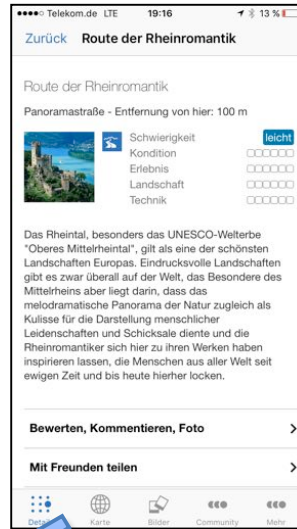 Telekom.de LTE 19:16 13 %
Zurück Route der Rheinromantik
Route der Rheinromantik
Panoramastraße - Entfernung von hier: 100 m
Schwierigkeit leicht
Kondition
Erlebnis
Landschaft
Technik
Das Rheintal, besonders das UNESCO-Welterbe
"Oberes Mittelrheintal", gilt als eine der schönsten
Landschaften Europas. Eindrucksvolle Landschaften
gibt es zwar überall auf der Welt, das Besondere des
Mittelrheins aber liegt darin, dass das
melodramatische Panorama der Natur zugleich als
Kulisse für die Darstellung menschlicher
Leidenschaften und Schicksale diente und die
Rheinromantiker sich hier zu ihren Werken haben
inspirieren lassen, die Menschen aus aller Welt seit
ewigen Zeit und bis heute hierher locken.
Bewerten, Kommentieren, Foto
Mit Freunden teilen
Karte Bilder Community Mehr